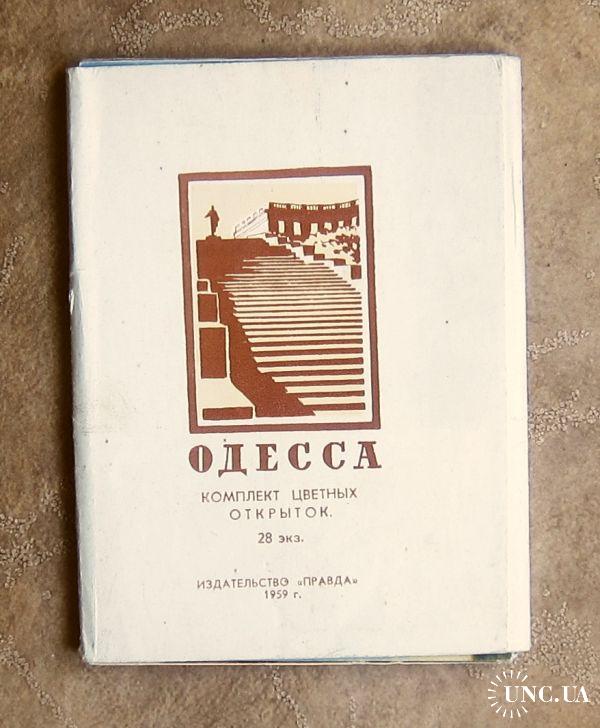 ОДЕССА
КОМПЛЕКТ ЦВЕТНЫХ
ОТКРЫТОК.
28 экз.
ИЗДАТЕЛЬСТВО «ПРАВДА»
1959 г.
UNC.UA